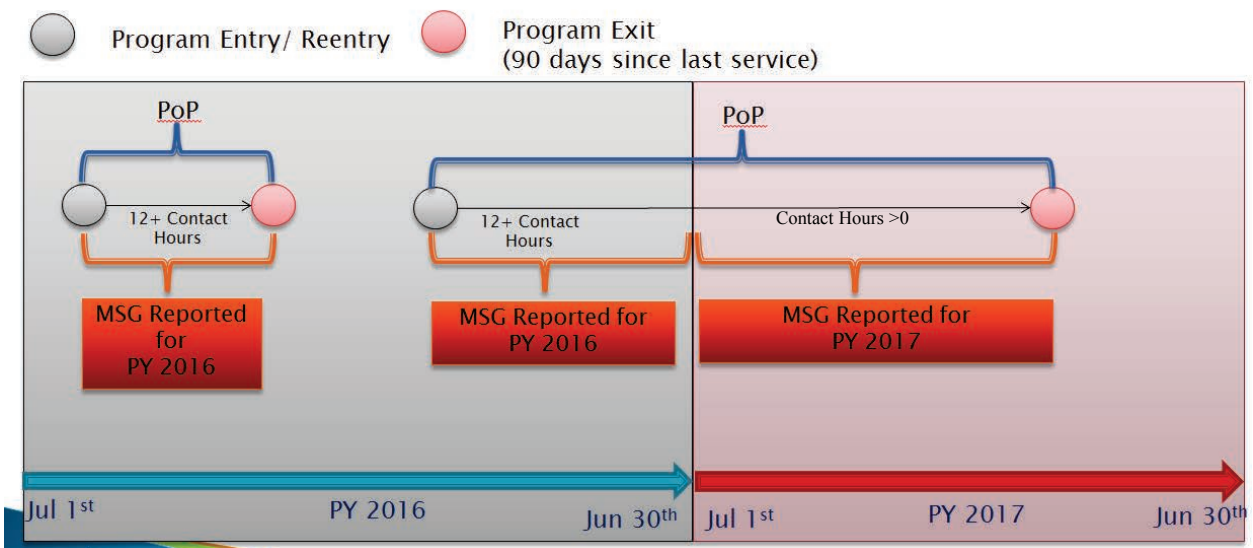 Program Entry/ Reentry
Program Exit
(90 days since last service)
PoP
PoP
12+ Contact
Hours
12+ Contact
Hours
Contact Hours >0
MSG Reported
for
PY 2016
MSG Reported for
PY 2016
MSG Reported for
PY 2017
Jul 1st
PY 2016
Jun 30th
Jul 1st
PY 2017
Jun 30th